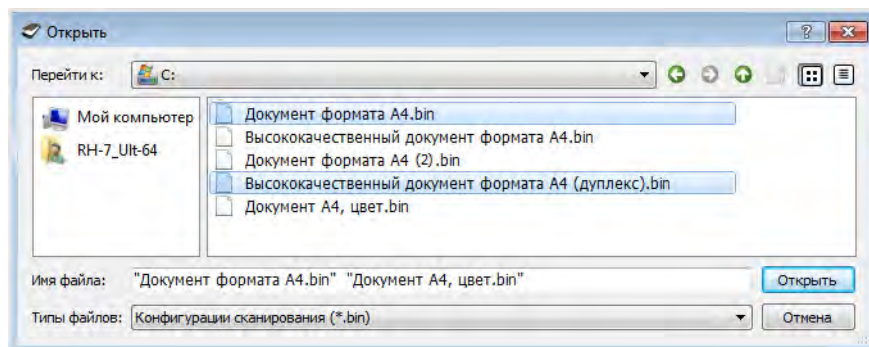 Открыть
Перейти к: C:
Мой компьютер
RH-7_Ult-64
Документ формата A4.bin
Высококачественный документ формата A4.bin
Документ формата A4 (2).bin
Высококачественный документ формата A4 (дуплекс).bin
Документ A4, цвет.bin
Имя файла: "Документ формата A4.bin" "Документ A4, цвет.bin" Открыть
Типы файлов: Конфигурации сканирования (*.bin) Отмена